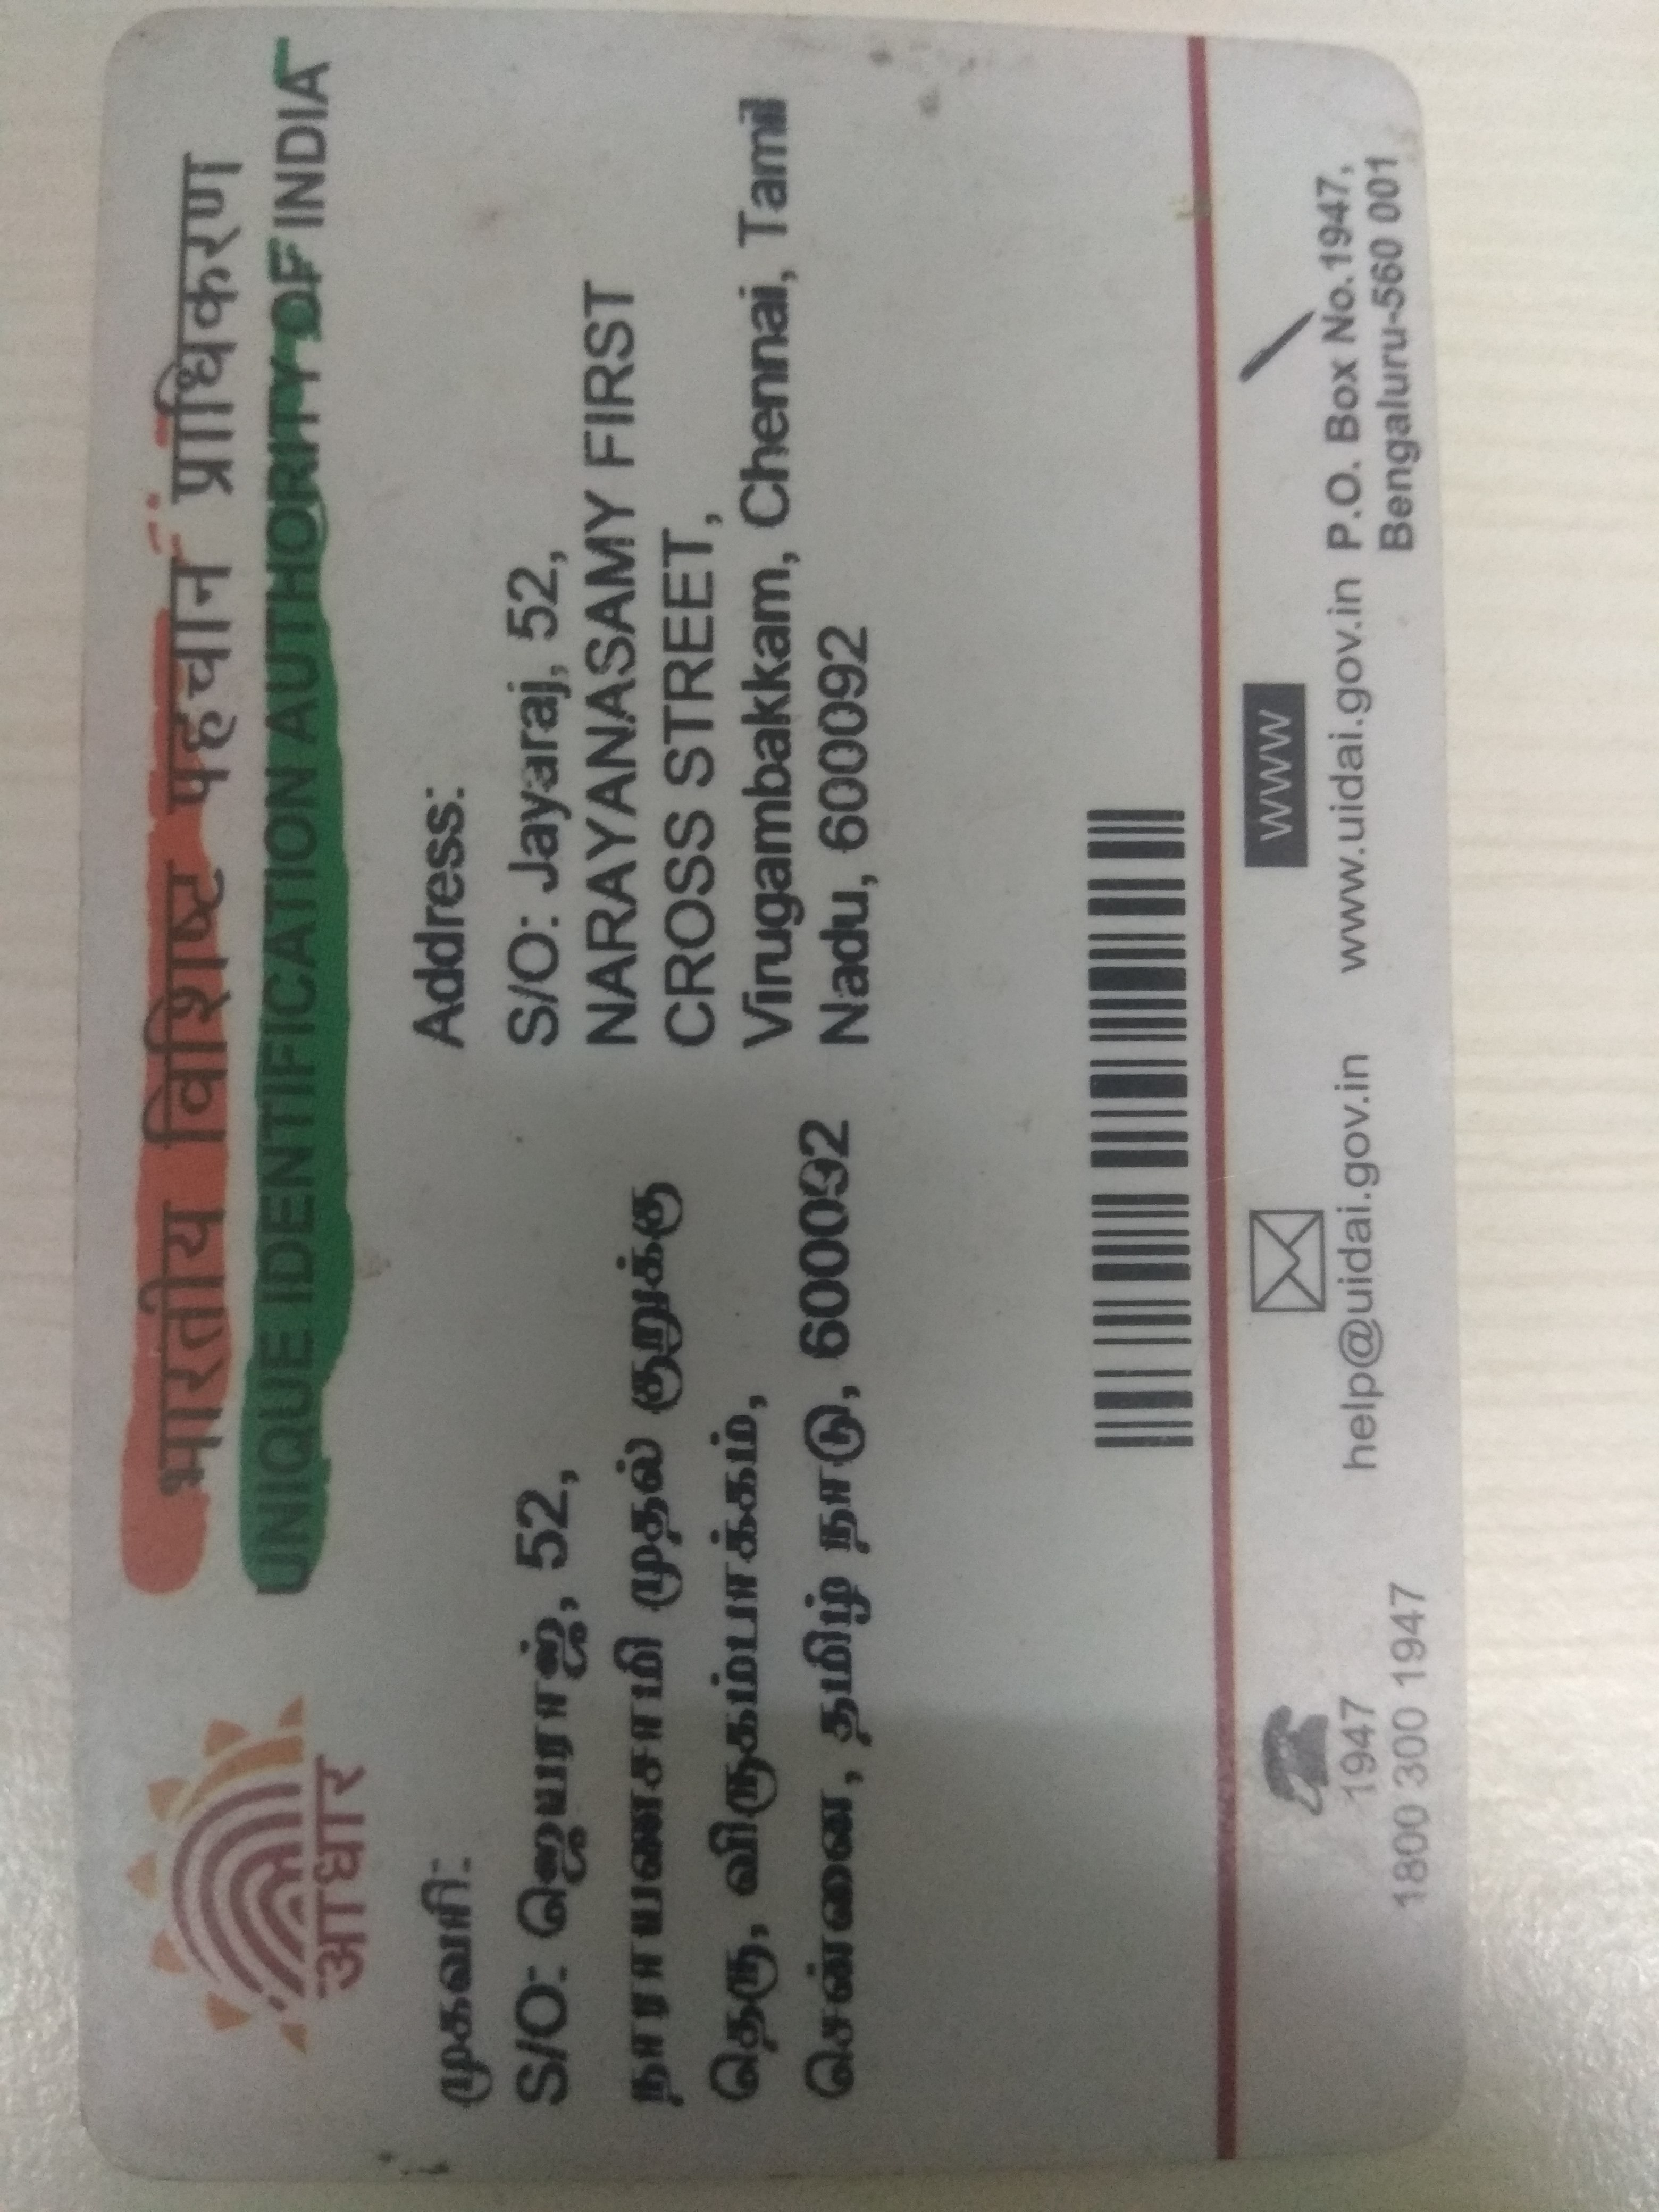 भारतीय विशिष्ट पहचान प्राधिकरण
UNIQUE IDENTIFICATION AUTHORITY OF INDIA
आधार
முகவரி:
S/O: ஜெயராஜ், 52,
நாராயணசாமி முதல் குறுக்கு
தெரு, விருகம்பாக்கம்,
சென்னை, தமிழ் நாடு, 600092
Address:
S/O: Jayaraj, 52,
NARAYANASAMY FIRST
CROSS STREET,
Virugambakkam, Chennai, Tamil
Nadu, 600092
1947
1800 300 1947
help@uidai.gov.in
WWW
www.uidai.gov.in
P.O. Box No.1947,
Bengaluru-560 001